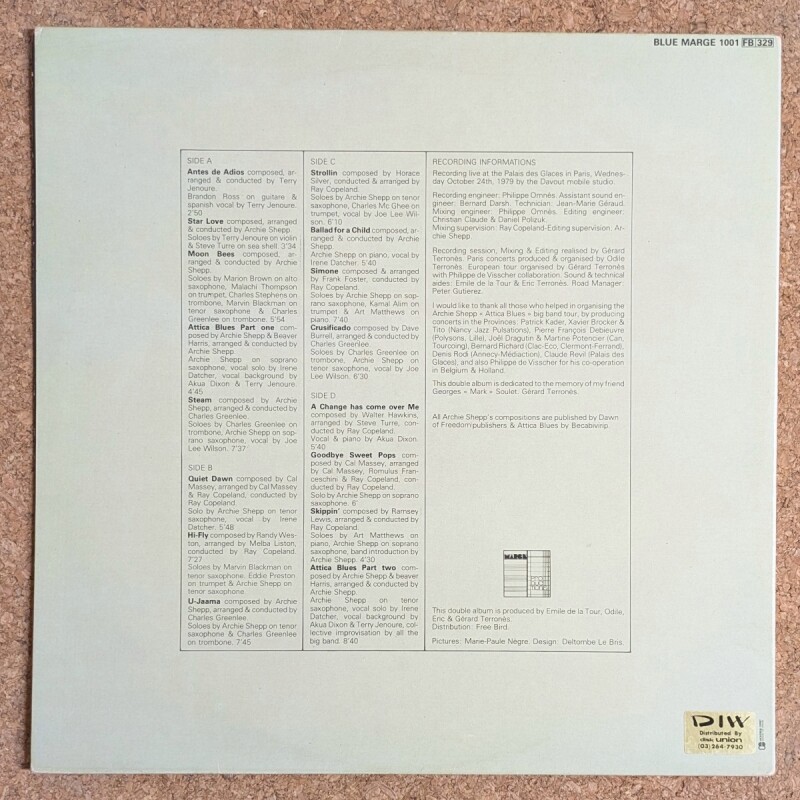 BLUE MARGE 1001 FB 329
SIDE A
Antes de Adios composed, ar-
ranged & conducted by Terry
Jenoure.
Brandon Ross on guitare &
spanish vocal by Terry Jenoure.
2'50
Star Love composed, arranged
& conducted by Archie Shepp.
Soloes by Terry Jenoure on violin
& Steve Turre on sea shell. 3'34
Moon Bees composed, ar-
ranged & conducted by Archie
Shepp.
Soloes by Marion Brown on alto
saxophone, Malachi Thompson
on trumpet, Charles Stephens on
trombone, Marvin Blackman on
tenor saxophone & Charles
Greenlee on trombone. 5'54
Attica Blues Part one com-
posed by Archie Shepp & Beaver
Harris, arranged & conducted by
Archie Shepp
Archie Shepp on soprano
saxophone, vocal solo by Irene
Datcher, vocal background by
Akua Dixon & Terry Jenoure.
4'45
Steam composed by Archie
Shepp, arranged & conducted by
Charles Greenlee.
Soloes by Charles Greenlee on
trombone, Archie Shepp on sop-
rano saxophone, vocal by Joe
Lee Wilson. 7'37
SIDE B
Quiet Dawn composed by Cal
Massey, arranged by Cal Massey
& Ray Copeland, conducted by
Ray Copeland.
Solo by Archie Shepp on tenor
saxophone, vocal by Irene
Datcher. 5'48
Hi-Fly composed by Randy Wes-
ton, arranged by Melba Liston,
conducted by Ray Copeland.
7'27
Soloes by Marvin Blackman on
tenor saxophone. Eddie Preston
on trumpet & Archie Shepp on
tenor saxophone
U-Jaama composed by Archie
Shepp, arranged & conducted by
Charles Greenlee.
Soloes by Archie Shepp on tenor
saxophone & Charles Greenlee
on trombone. 7'45
SIDE C
Strollin composed by Horace
Silver, conducted & arranged by
Ray Copeland.
Soloes by Archie Shepp on tenor
saxophone, Charles Mc Ghee on
trumpet, vocal by Joe Lee Wil-
son. 6'10
Ballad for a Child composed, ar-
ranged & conducted by Archie
Shepp
Archie Shepp on piano, vocal by
Irene Datcher. 5'40
Simone composed & arranged
by Frank Foster, conducted by
Ray Copeland.
Soloes by Archie Shepp on sop-
rano saxophone, Kamal Alim on
trumpet & Art Matthews on
piano. 7'40
Crusificado composed by Dave
Burrell, arranged & conducted by
Charles Greenlee.
Soloes by Charles Greenlee on
trombone, Archie Shepp on
tenor saxophone, vocal by Joe
Lee Wilson. 6'30
SIDE D
A Change has come over Me
composed by Walter Hawkins,
arranged by Steve Turre, con-
ducted by Ray Copeland.
Vocal & piano by Akua Dixon.
5'40
Goodbye Sweet Pops com-
posed by Cal Massey, arranged
by Cal Massey, Romulus Fran-
ceschini & Ray Copeland, con-
ducted by Ray Copeland.
Solo by Archie Shepp on soprano
saxophone. 6'
Skippin' composed by Ramsey
Lewis, arranged & conducted by
Ray Copeland.
Soloes by Art Matthews on
piano, Archie Shepp on soprano
saxophone, band introduction by
Archie Shepp. 4'30
Attica Blues Part two com-
posed by Archie Shepp & beaver
Harris, arranged & conducted by
Archie Shepp.
Archie Shepp on tenor
saxophone, vocal solo by Irene
Datcher, vocal background by
Akua Dixon & Terry Jenoure, col-
lective improvisation by all the
big band. 8'40
RECORDING INFORMATIONS
Recording live at the Palais des Glaces in Paris, Wednes-
day October 24th, 1979 by the Davout mobile studio.
Recording engineer: Philippe Omnès. Assistant sound en-
gineer: Bernard Darsh. Technician: Jean-Marie Géraud.
Mixing engineer: Philippe Omnès. Editing engineer:
Christian Claude & Daniel Polizuk.
Mixing supervision: Ray Copeland-Editing supervision: Ar-
chie Shepp.
Recording session, Mixing & Editing realised by Gérard
Terronès. Paris concerts produced & organised by Odile
Terronès. European tour organised by Gérard Terronès
with Philippe de Visscher collaboration. Sound & technical
aides: Emile de la Tour & Eric Terronès. Road Manager:
Peter Gutierez.
I would like to thank all those who helped in organising the
Archie Shepp « Attica Blues » big band tour, by producing
concerts in the Provinces: Patrick Kader, Xavier Brocker &
Tito (Nancy Jazz Pulsations), Pierre François Debieuvre
(Polysons, Lille), Joël Dragutin & Martine Potencier (Can,
Tourcoing), Bernard Richard (Clac-Eco, Clermont-Ferrand),
Denis Rodi (Annecy-Médiaction), Claude Revil (Palais des
Glaces), and also Philippe de Visscher for his co-operation
in Belgium & Holland.
This double album is dedicated to the memory of my friend
Georges « Mark » Soulet. Gérard Terronès.
All Archie Shepp's compositions are published by Dawn
of Freedom publishers & Attica Blues by Becabivirip.
MARGE
This double album is produced by Emile de la Tour, Odile,
Eric & Gérard Terronès.
Distribution: Free Bird.
Pictures: Marie-Paule Nègre. Design: Deltombe Le Bris.
DIW
Distributed By
disk union
(03)264-7930